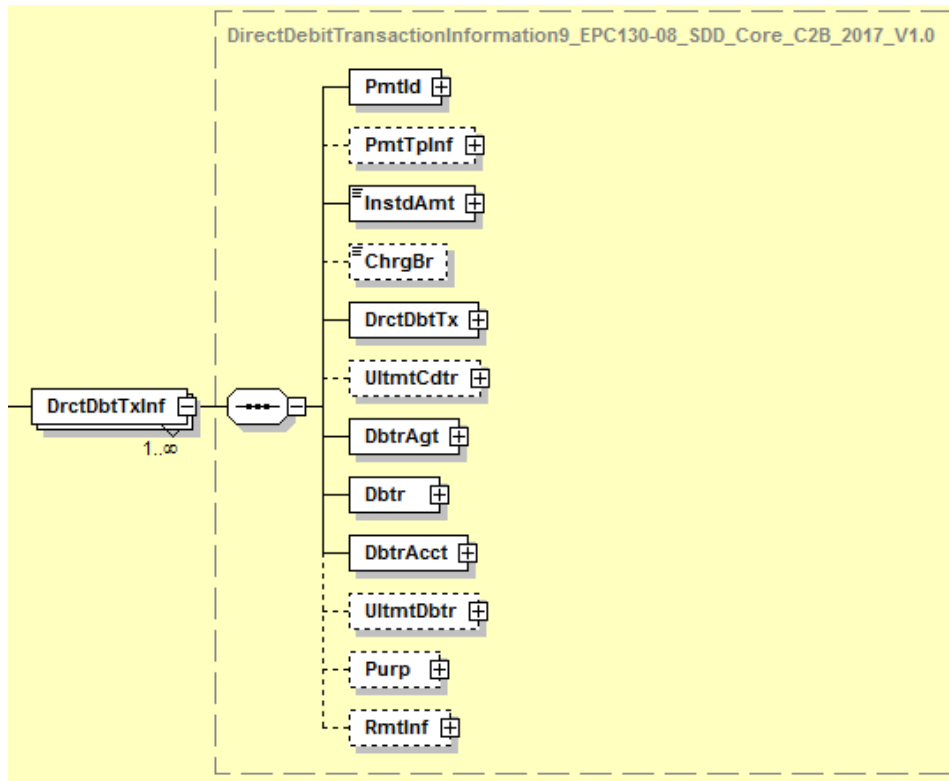 DirectDebitTransactionInformation9_EPC130-08_SDD_Core_C2B_2017_V1.0
PmtId
PmtTpInf
InstdAmt
ChrgBr
DrctDbtTx
UltmtCdtr
DrctDbtTxInf
1..∞
DbtrAgt
Dbtr
DbtrAcct
UltmtDbtr
Purp
RmtInf